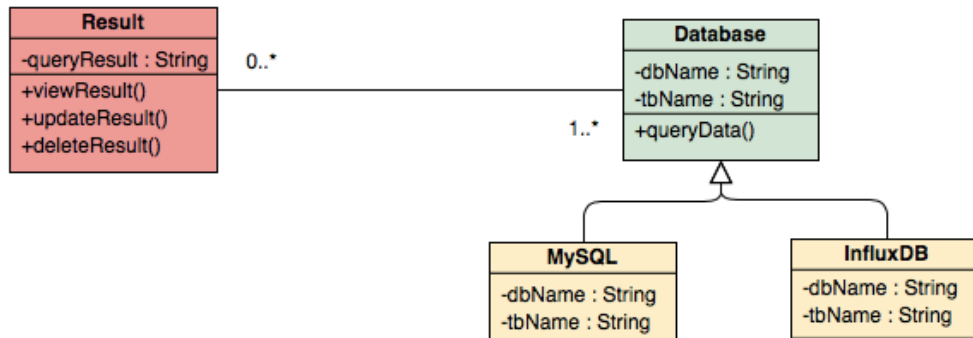 Result
-queryResult : String
+viewResult()
+updateResult()
+deleteResult()
0..*
1..*
Database
-dbName : String
-tbName : String
+queryData()
MySQL
-dbName : String
-tbName : String
InfluxDB
-dbName : String
-tbName : String